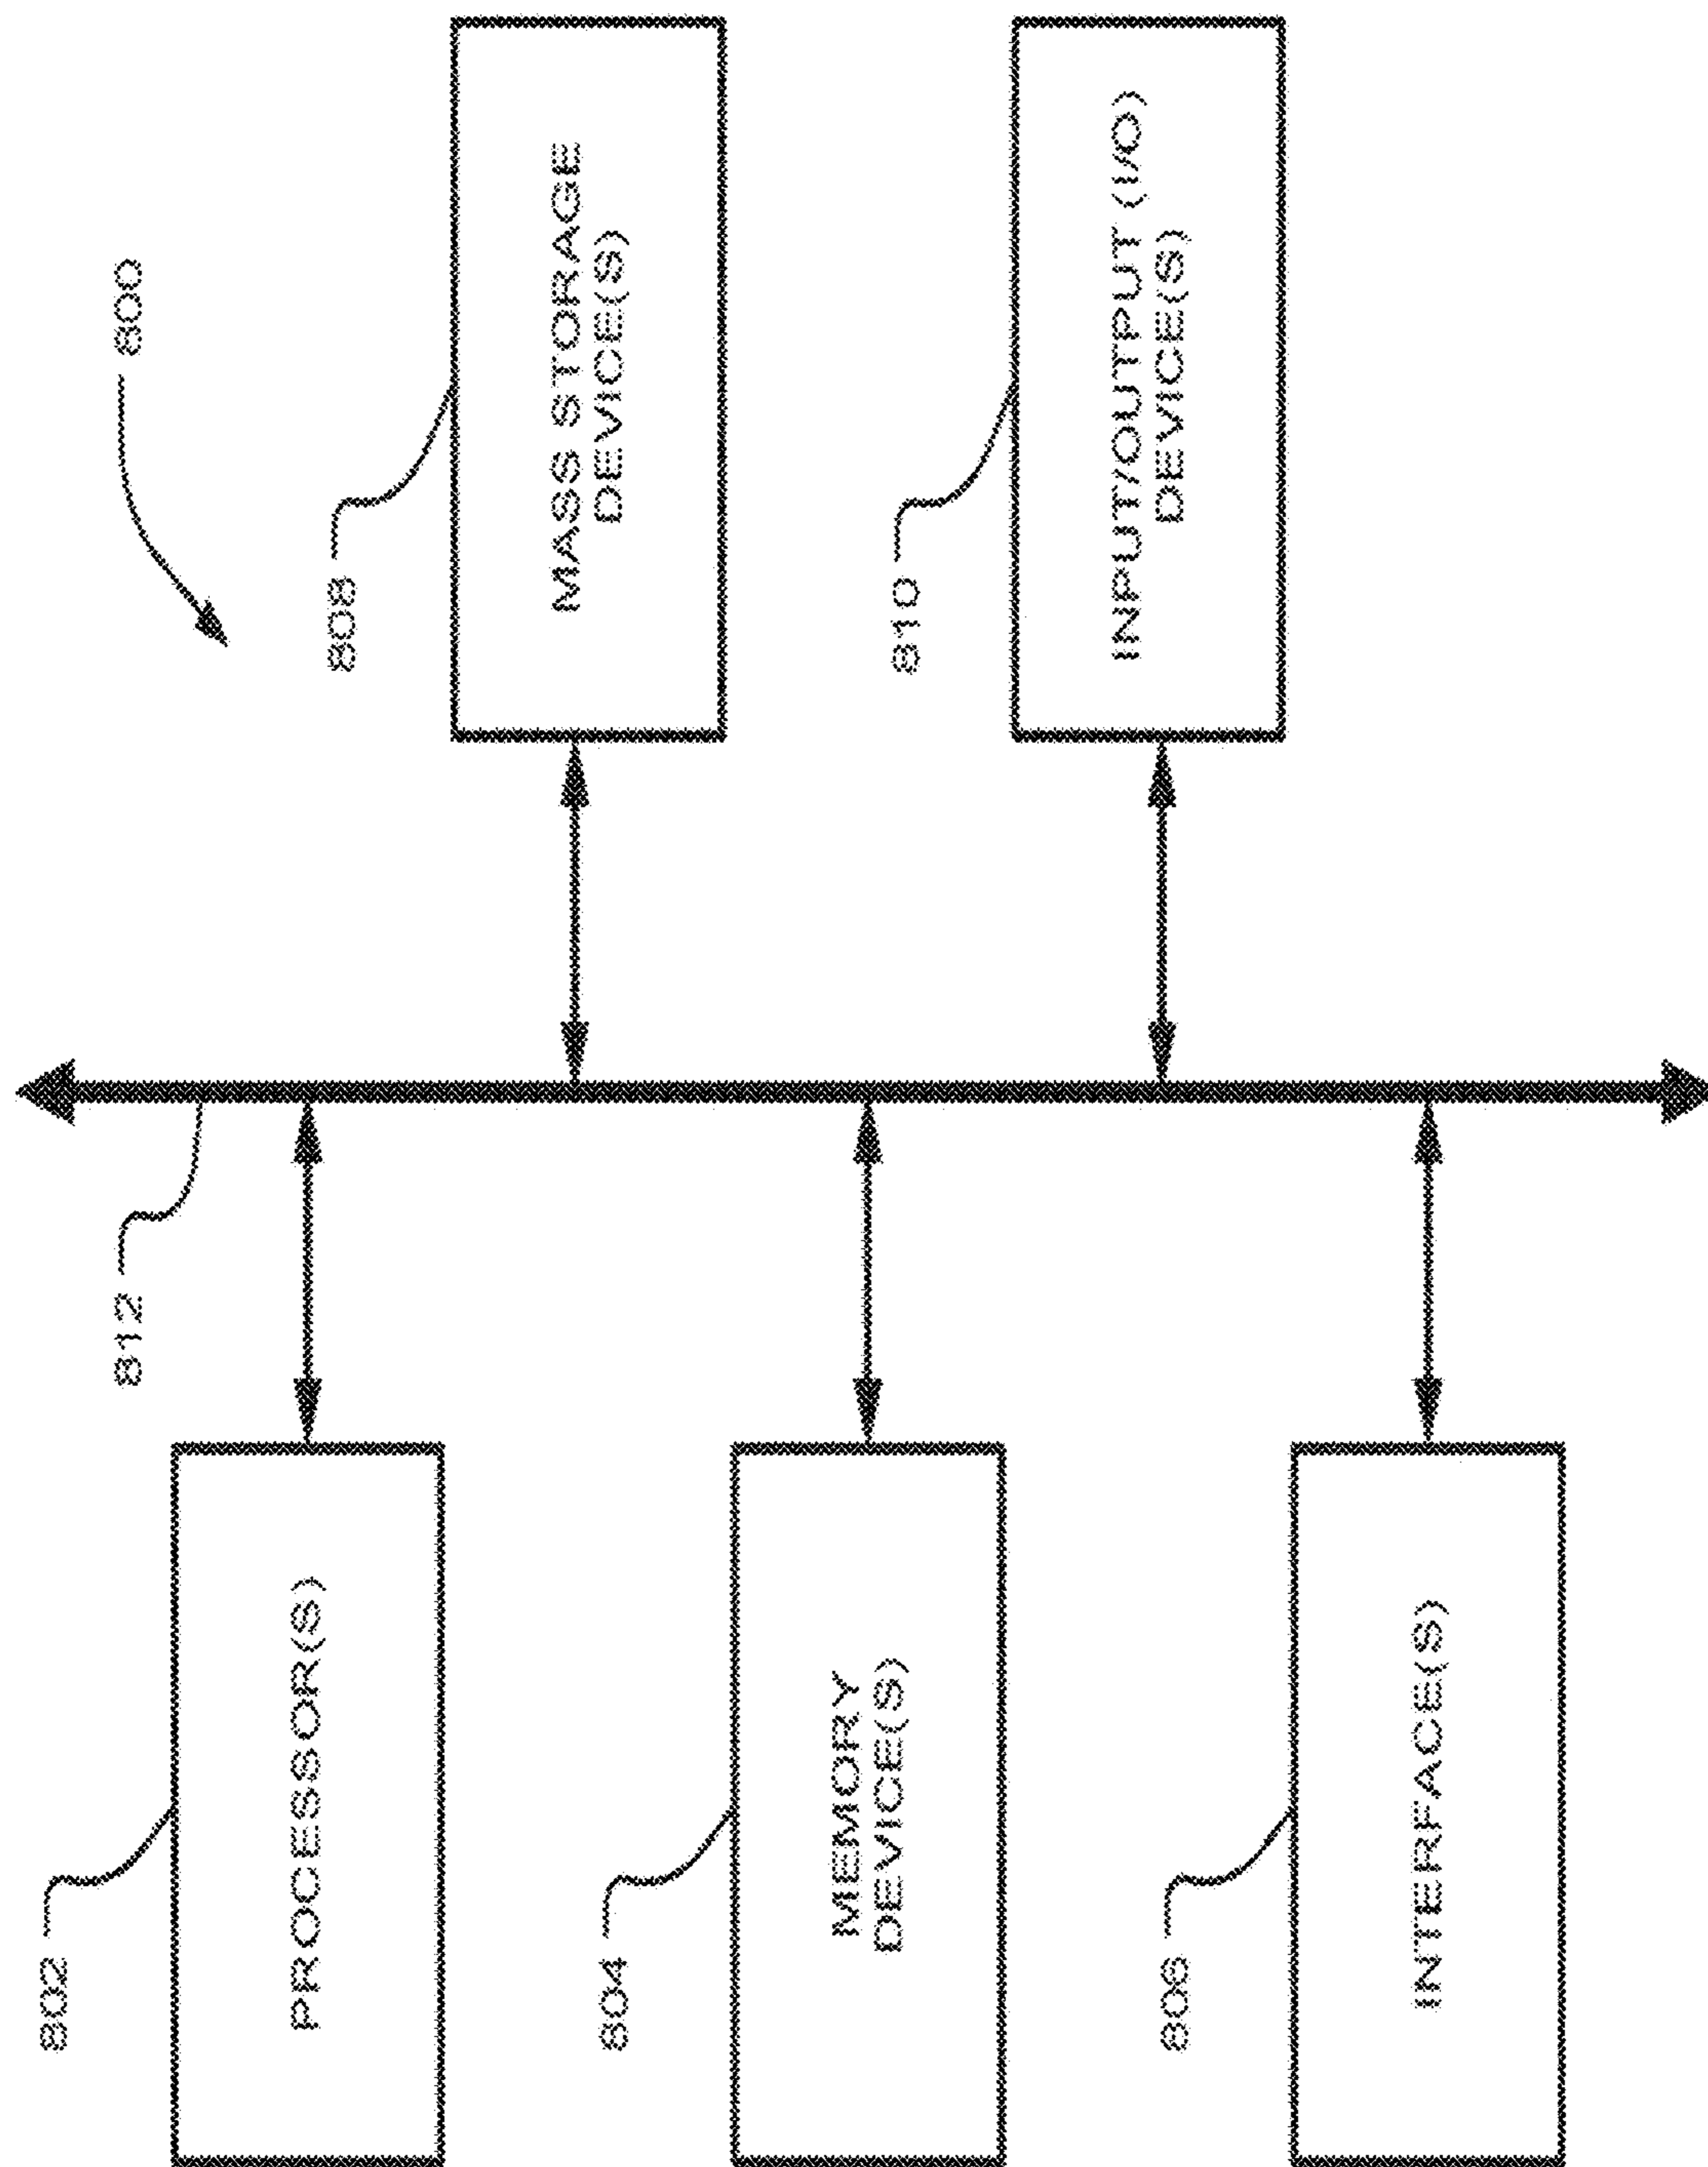 800
812
802
PROCESSOR(S)
808
MASS STORAGE
DEVICE(S)
804
MEMORY
DEVICE(S)
810
INPUT/OUTPUT (I/O)
DEVICE(S)
806
INTERFACE(S)